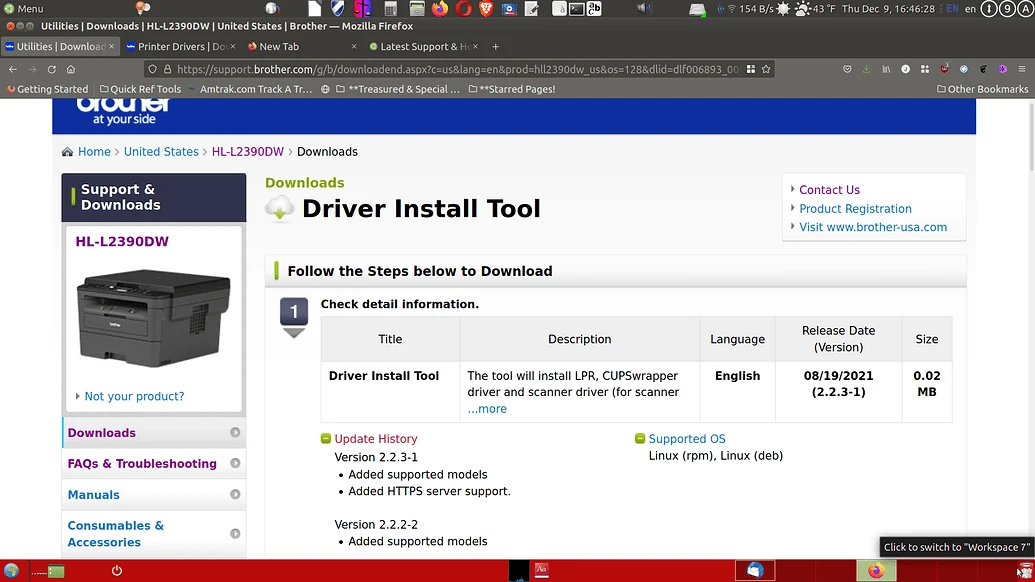 Menu
154 B/s
43 °F
Thu Dec 9, 16:46:28
EN
en
Utilities | Downloads | HL-L2390DW | United States | Brother — Mozilla Firefox
Utilities | Download
Printer Drivers | Do
New Tab
Latest Support & H
https://support.brother.com/g/b/downloadend.aspx?c=us&lang=en&prod=hll2390dw_us&os=128&dlid=dlf006893_00
Getting Started
Quick Ref Tools
Amtrak.com Track A Tr…
**Treasured & Special …
**Starred Pages!
Other Bookmarks
brother
at your side
Home > United States > HL-L2390DW > Downloads
Support &
Downloads
HL-L2390DW
Not your product?
Downloads
FAQs & Troubleshooting
Manuals
Consumables &
Accessories
Downloads
Driver Install Tool
Contact Us
Product Registration
Visit www.brother-usa.com
Follow the Steps below to Download
1
Check detail information.
Title
Description
Language
Release Date
(Version)
Size
Driver Install Tool
The tool will install LPR, CUPSwrapper
driver and scanner driver (for scanner
...more
English
08/19/2021
(2.2.3-1)
0.02
MB
Update History
Version 2.2.3-1
• Added supported models
• Added HTTPS server support.
Version 2.2.2-2
• Added supported models
Supported OS
Linux (rpm), Linux (deb)
Click to switch to "Workspace 7"